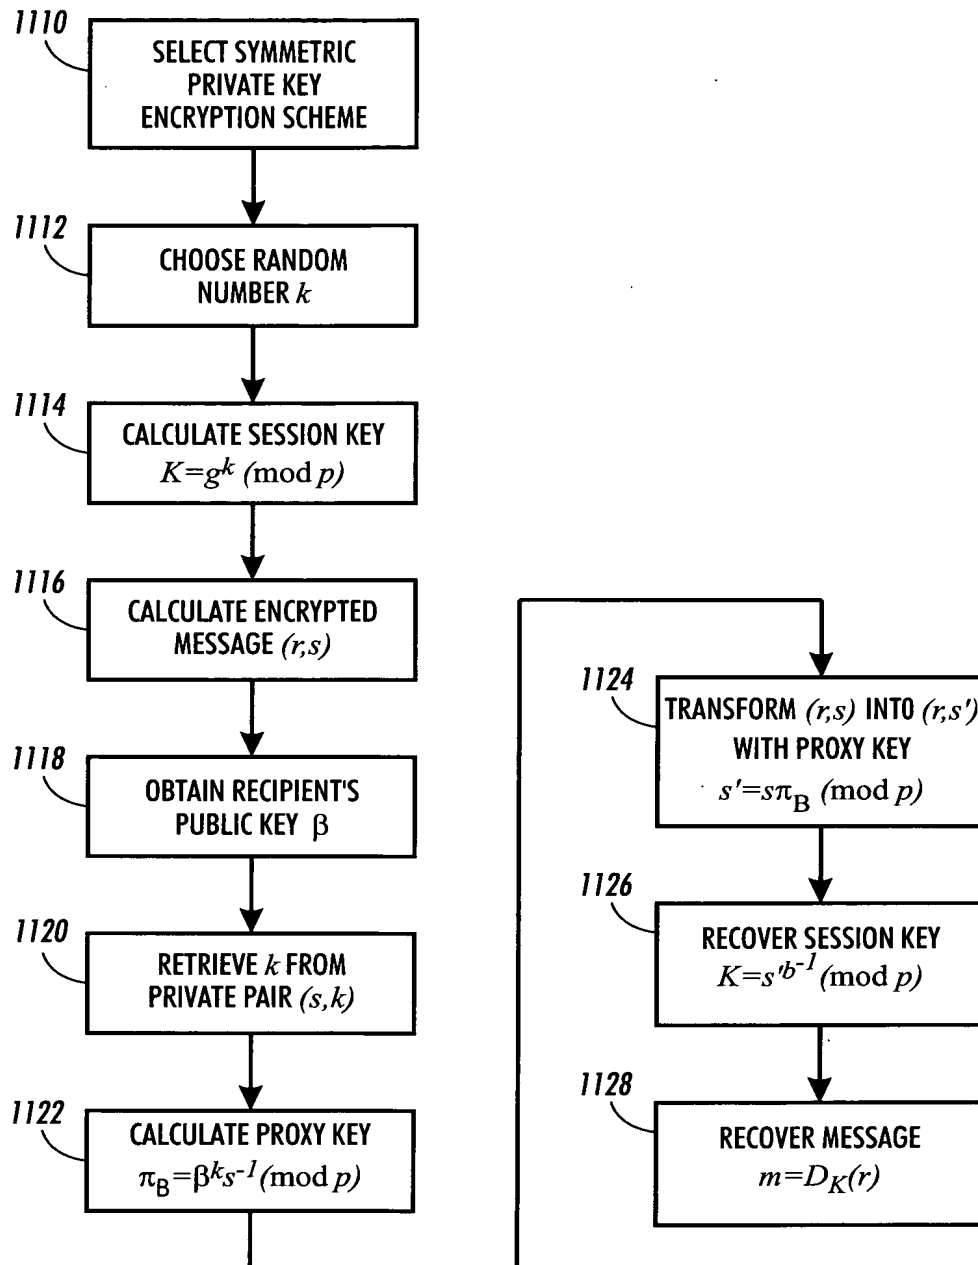 1110
SELECT SYMMETRIC
PRIVATE KEY
ENCRYPTION SCHEME
1112
CHOOSE RANDOM
NUMBER k
1114
CALCULATE SESSION KEY
K=g^k (mod p)
1116
CALCULATE ENCRYPTED
MESSAGE (r,s)
1118
OBTAIN RECIPIENT'S
PUBLIC KEY β
1120
RETRIEVE k FROM
PRIVATE PAIR (s,k)
1122
CALCULATE PROXY KEY
π_B=β^k s^-1 (mod p)
1124
TRANSFORM (r,s) INTO (r,s')
WITH PROXY KEY
s'=sπ_B (mod p)
1126
RECOVER SESSION KEY
K=s'^b^-1 (mod p)
1128
RECOVER MESSAGE
m=D_K(r)